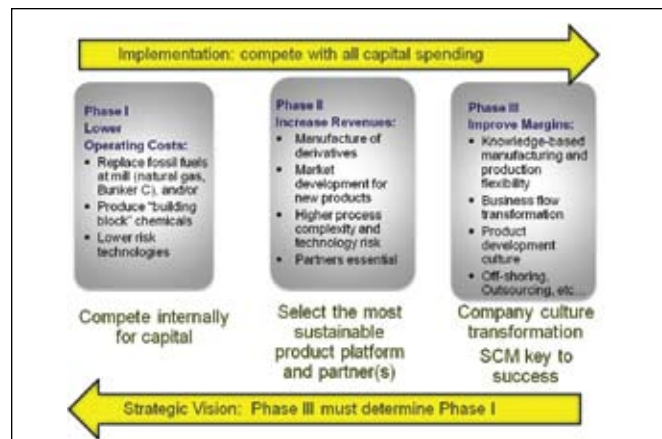 Implementation: compete with all capital spending
Phase I
Lower
Operating Costs:
• Replace fossil fuels
at mill (natural gas,
Bunker C), and/or
• Produce "building
block" chemicals
• Lower risk
technologies
Compete internally
for capital
Phase II
Increase Revenues:
• Manufacture of
derivatives
• Market
development for
new products
• Higher process
complexity and
technology risk
• Partners essential
Select the most
sustainable
product platform
and partner(s)
Phase III
Improve Margins:
• Knowledge-based
manufacturing and
production
flexibility
• Business flow
transformation
• Product
development
culture
• Off-shoring,
Outsourcing, etc...
Company culture
transformation
SCM key to
success
Strategic Vision: Phase III must determine Phase I